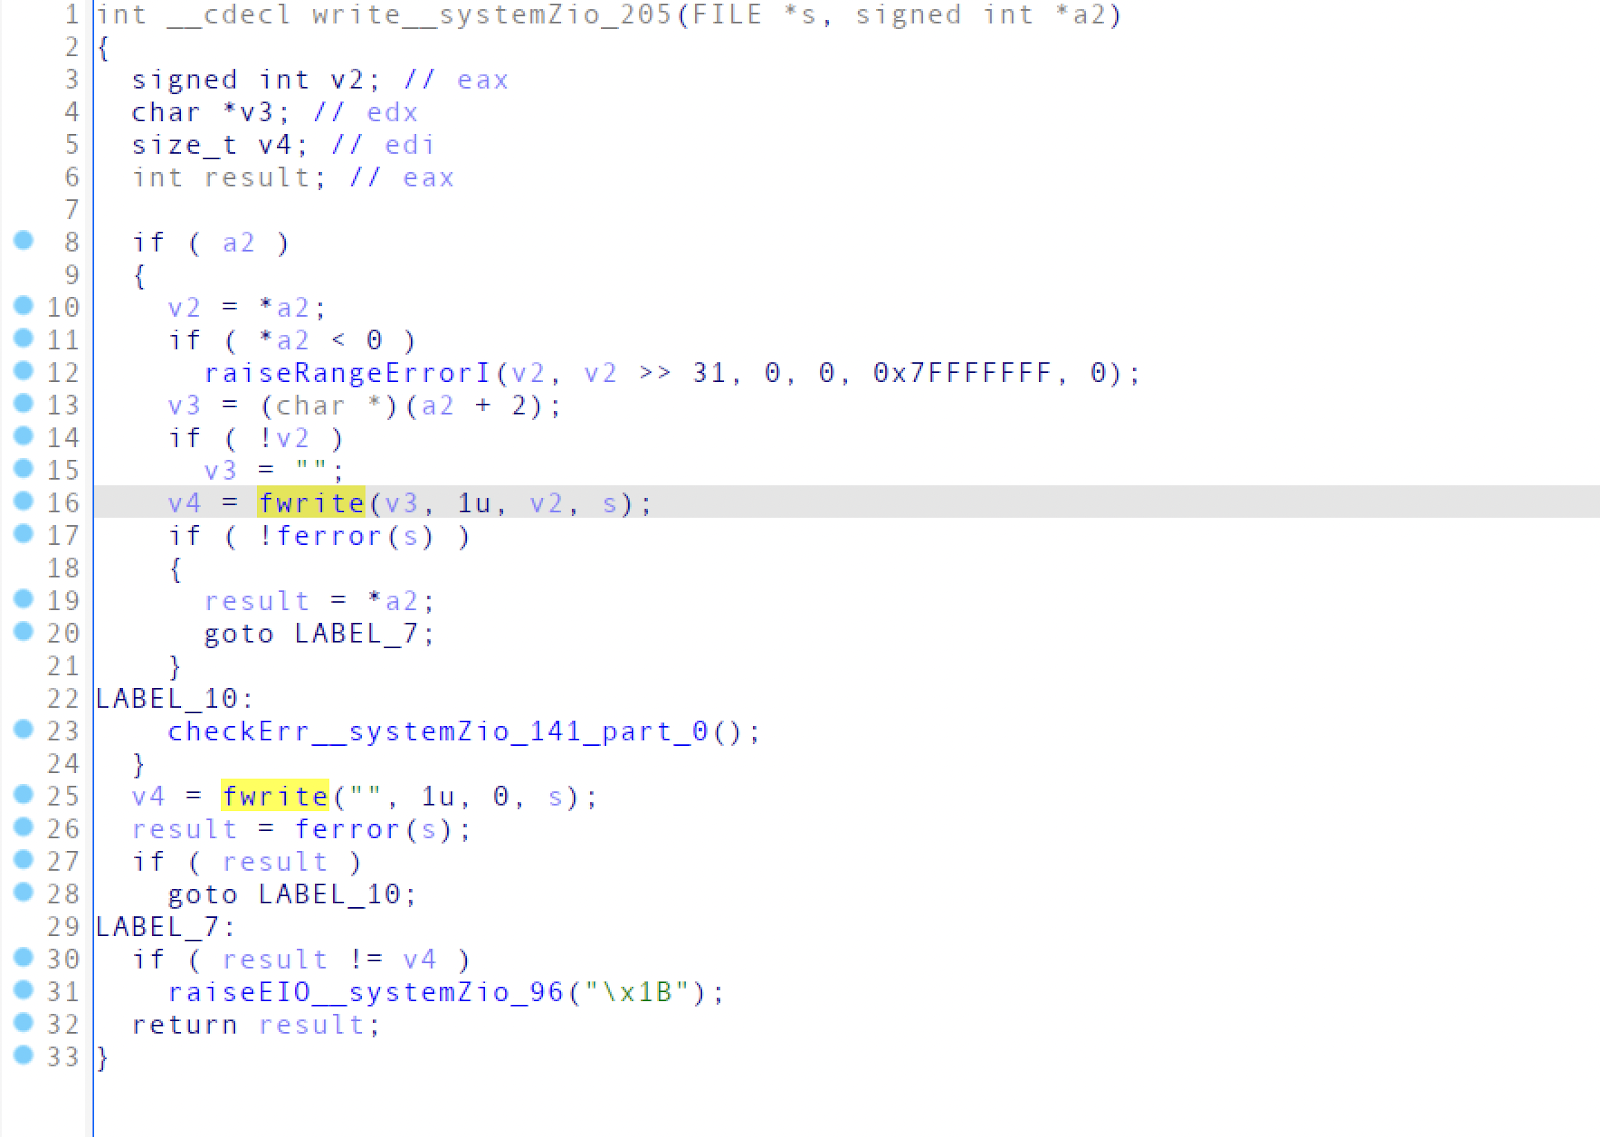 1 int __cdecl write__systemZio_205(FILE *s, signed int *a2)
2 {
3   signed int v2; // eax
4   char *v3; // edx
5   size_t v4; // edi
6   int result; // eax
7
8   if ( a2 )
9   {
10     v2 = *a2;
11     if ( *a2 < 0 )
12       raiseRangeErrorI(v2, v2 >> 31, 0, 0, 0x7FFFFFFF, 0);
13     v3 = (char *)(a2 + 2);
14     if ( !v2 )
15       v3 = "";
16     v4 = fwrite(v3, 1u, v2, s);
17     if ( !ferror(s) )
18     {
19       result = *a2;
20       goto LABEL_7;
21     }
22 LABEL_10:
23     checkErr__systemZio_141_part_0();
24   }
25   v4 = fwrite("", 1u, 0, s);
26   result = ferror(s);
27   if ( result )
28     goto LABEL_10;
29 LABEL_7:
30   if ( result != v4 )
31     raiseEIO__systemZio_96("\x1B");
32   return result;
33 }